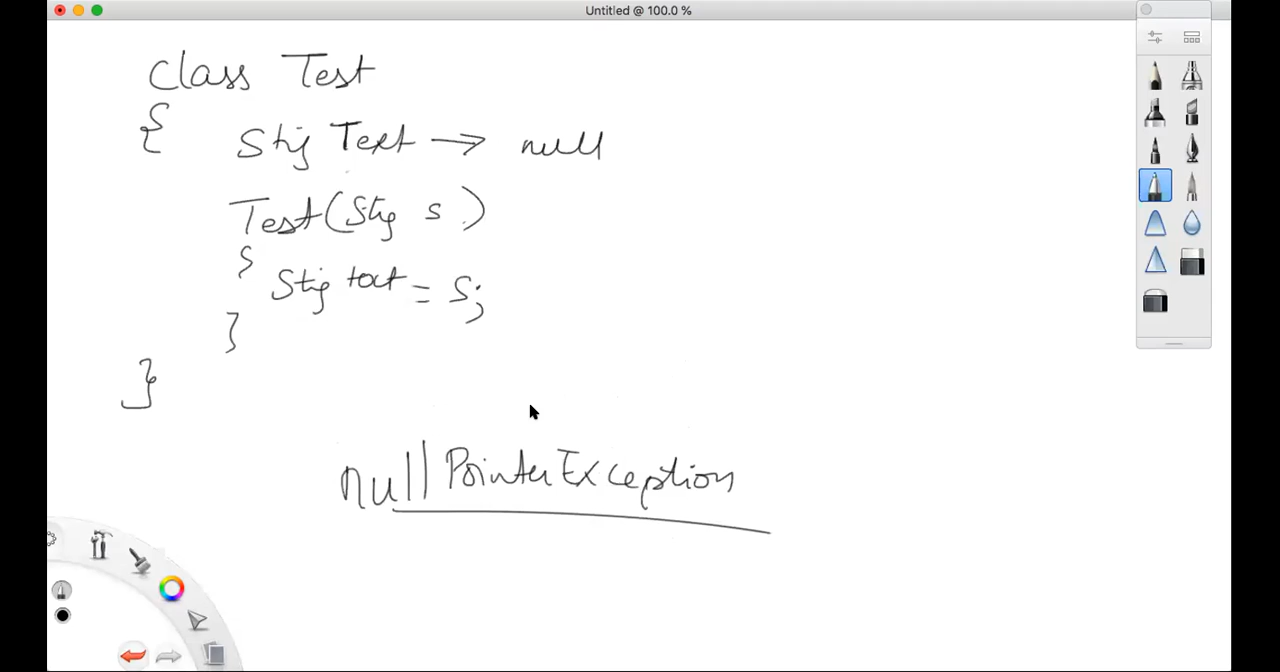 Untitled @ 100.0 %
class Test
{ Stig Text → null
Test(Stig s)
{
Stig text = s;
}
}
null PointerException